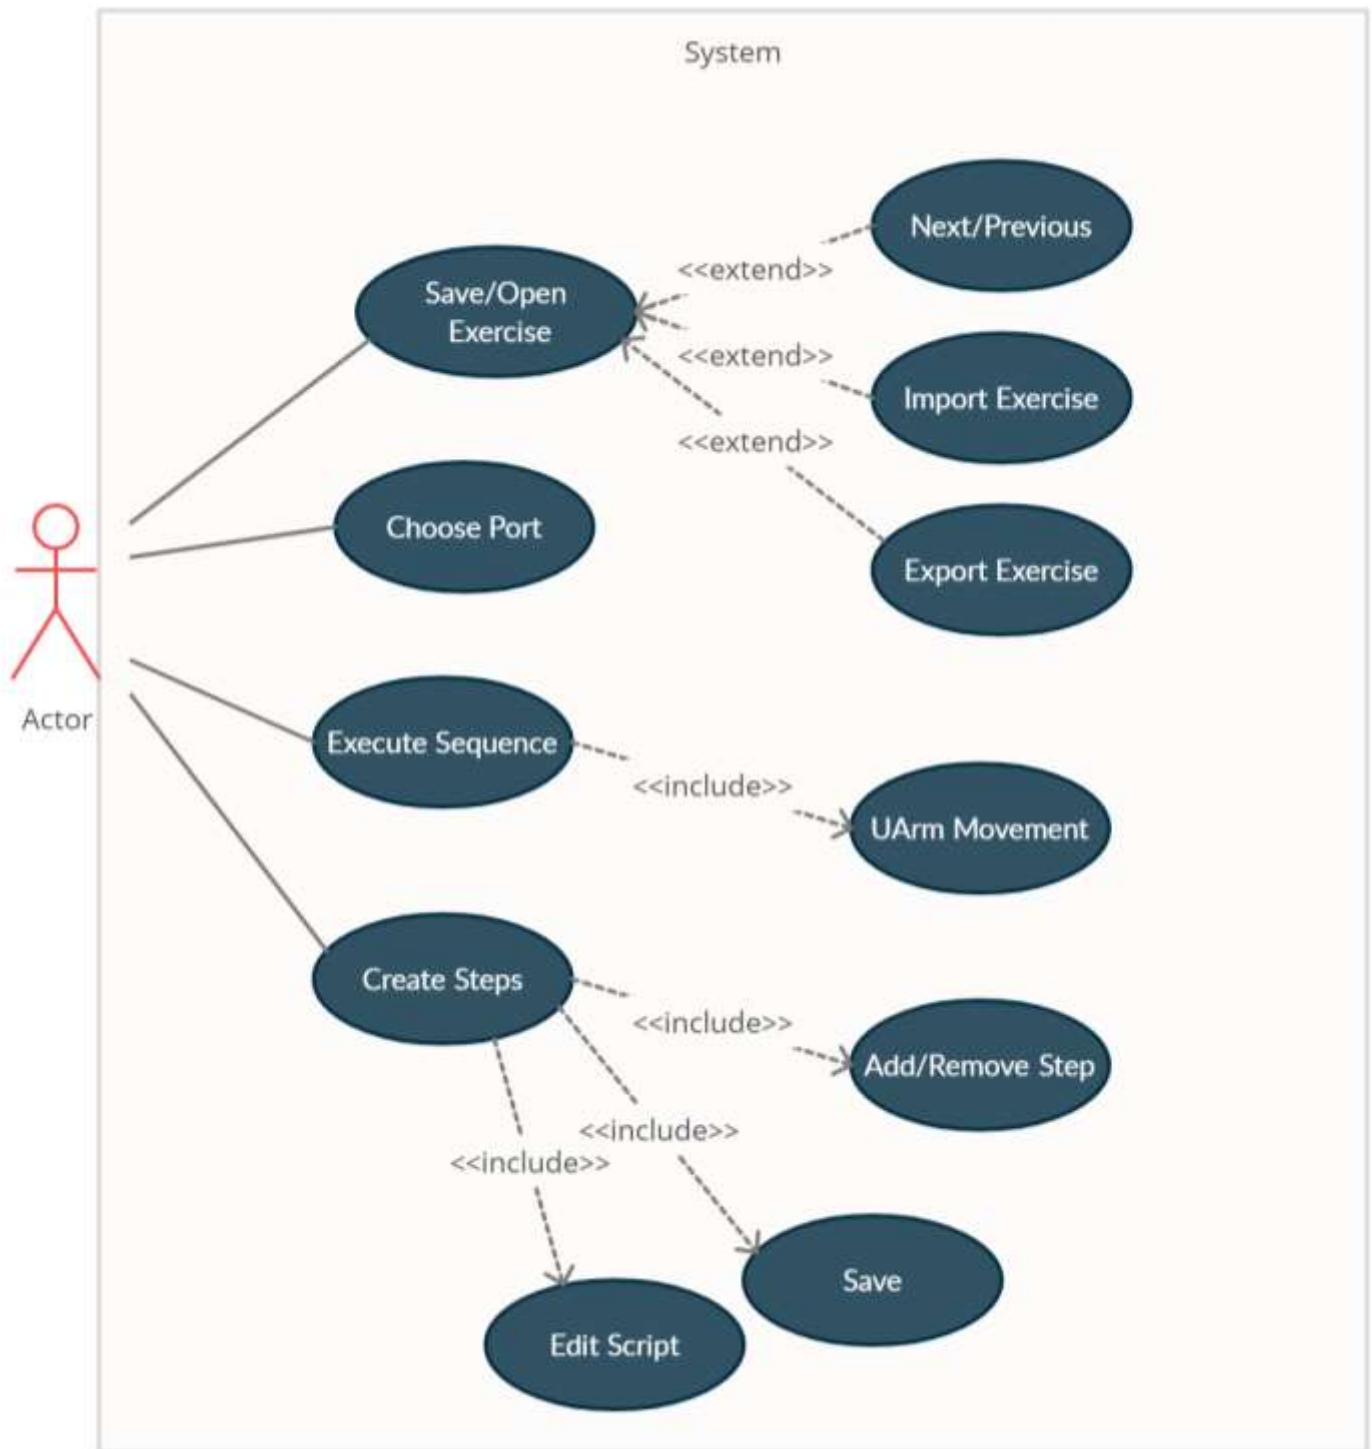 System
Next/Previous
<<extend>>
Save/Open
Exercise
<<extend>>
Import Exercise
<<extend>>
Choose Port
Export Exercise
Actor
Execute Sequence
<<include>>
UArm Movement
Create Steps
<<include>>
Add/Remove Step
<<include>>
<<include>>
Save
Edit Script